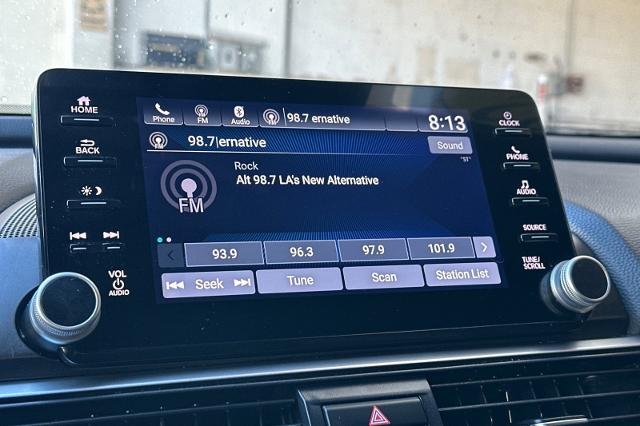 HOME
BACK
VOL
AUDIO
Phone
FM
Audio
98.7 ernative
8:13
98.7|ernative
Sound
"ST"
Rock
Alt 98.7 LA's New Alternative
FM
93.9
96.3
97.9
101.9
Seek
Tune
Scan
Station List
CLOCK
PHONE
AUDIO
SOURCE
TUNE/
SCROLL